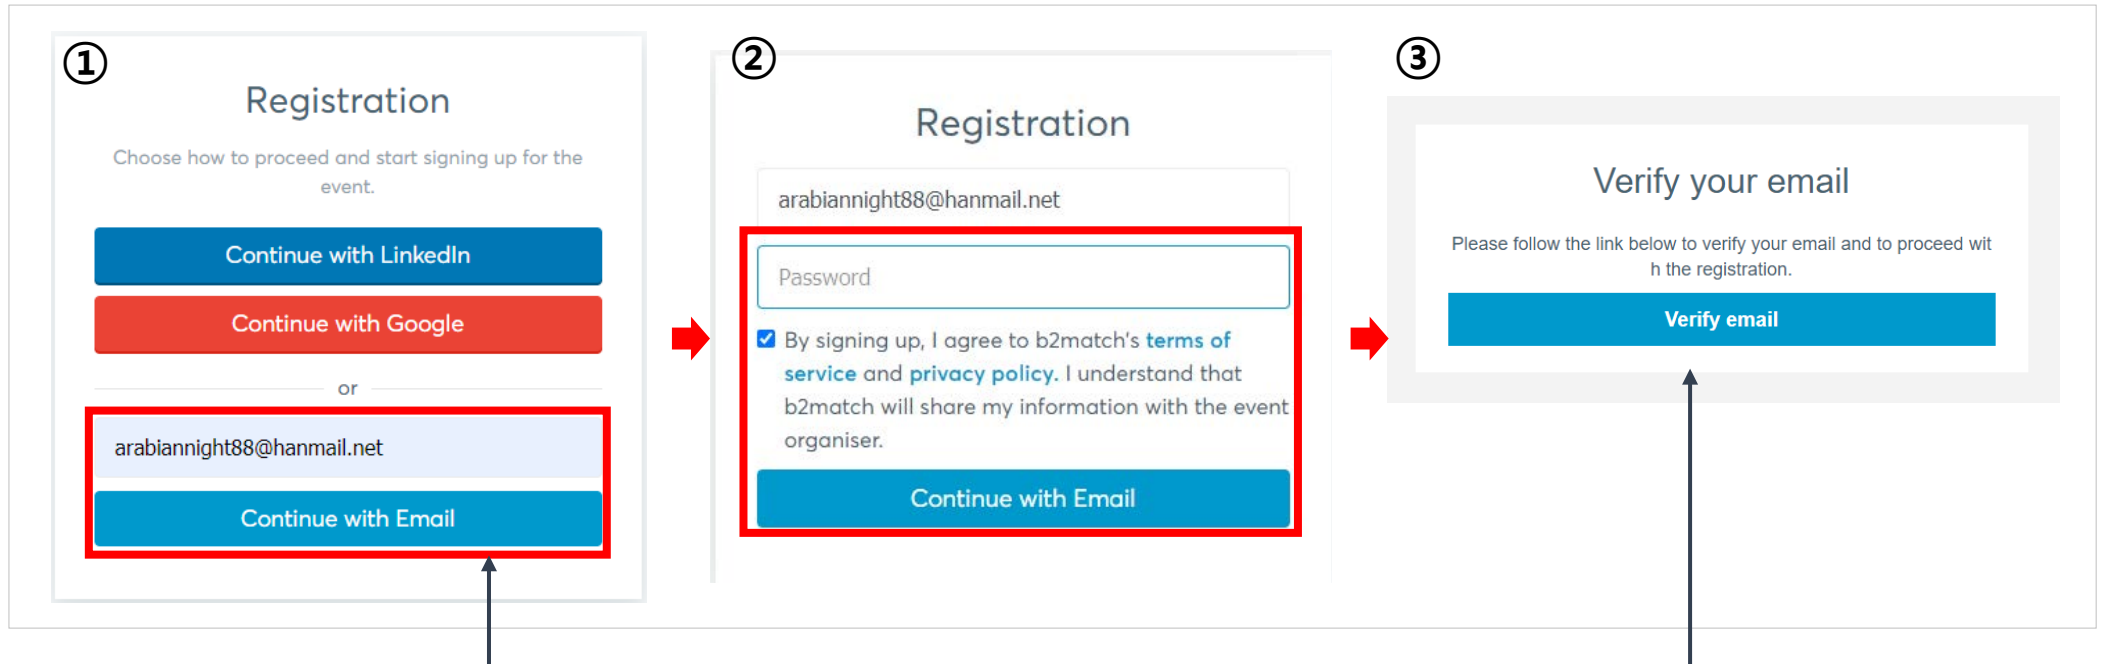 ①
Registration
Choose how to proceed and start signing up for the
event.
Continue with LinkedIn
Continue with Google
or
arabiannight88@hanmail.net
Continue with Email
②
Registration
arabiannight88@hanmail.net
Password
By signing up, I agree to b2match's terms of
service and privacy policy. I understand that
b2match will share my information with the event
organiser.
Continue with Email
③
Verify your email
Please follow the link below to verify your email and to proceed wit
h the registration.
Verify email